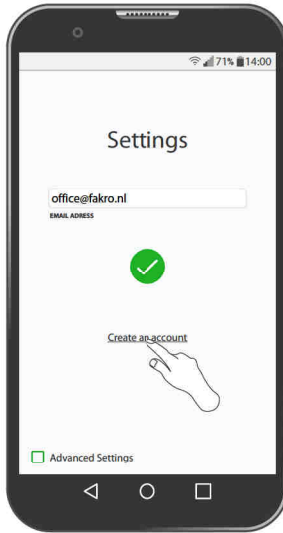 71% 14:00
Settings
office@fakro.nl
EMAIL ADRESS
Create an account
Advanced Settings